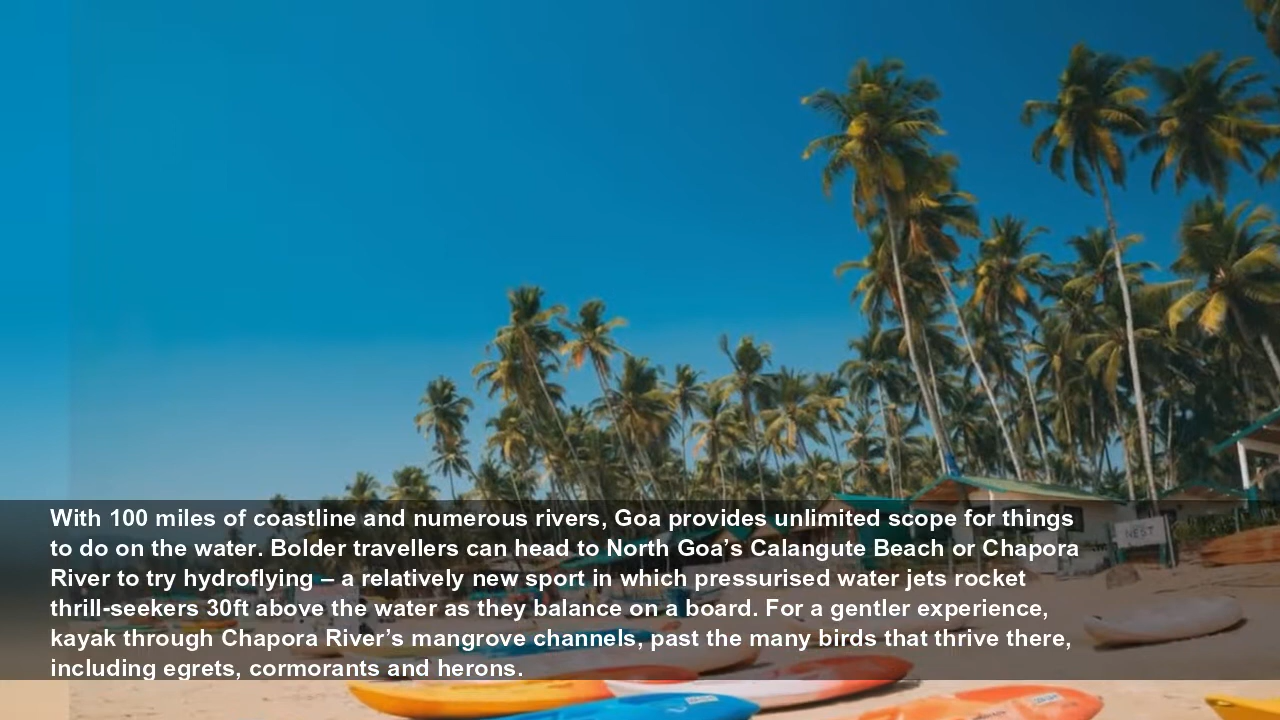 NEST
With 100 miles of coastline and numerous rivers, Goa provides unlimited scope for things
to do on the water. Bolder travellers can head to North Goa’s Calangute Beach or Chapora
River to try hydroflying – a relatively new sport in which pressurised water jets rocket
thrill-seekers 30ft above the water as they balance on a board. For a gentler experience,
kayak through Chapora River’s mangrove channels, past the many birds that thrive there,
including egrets, cormorants and herons.